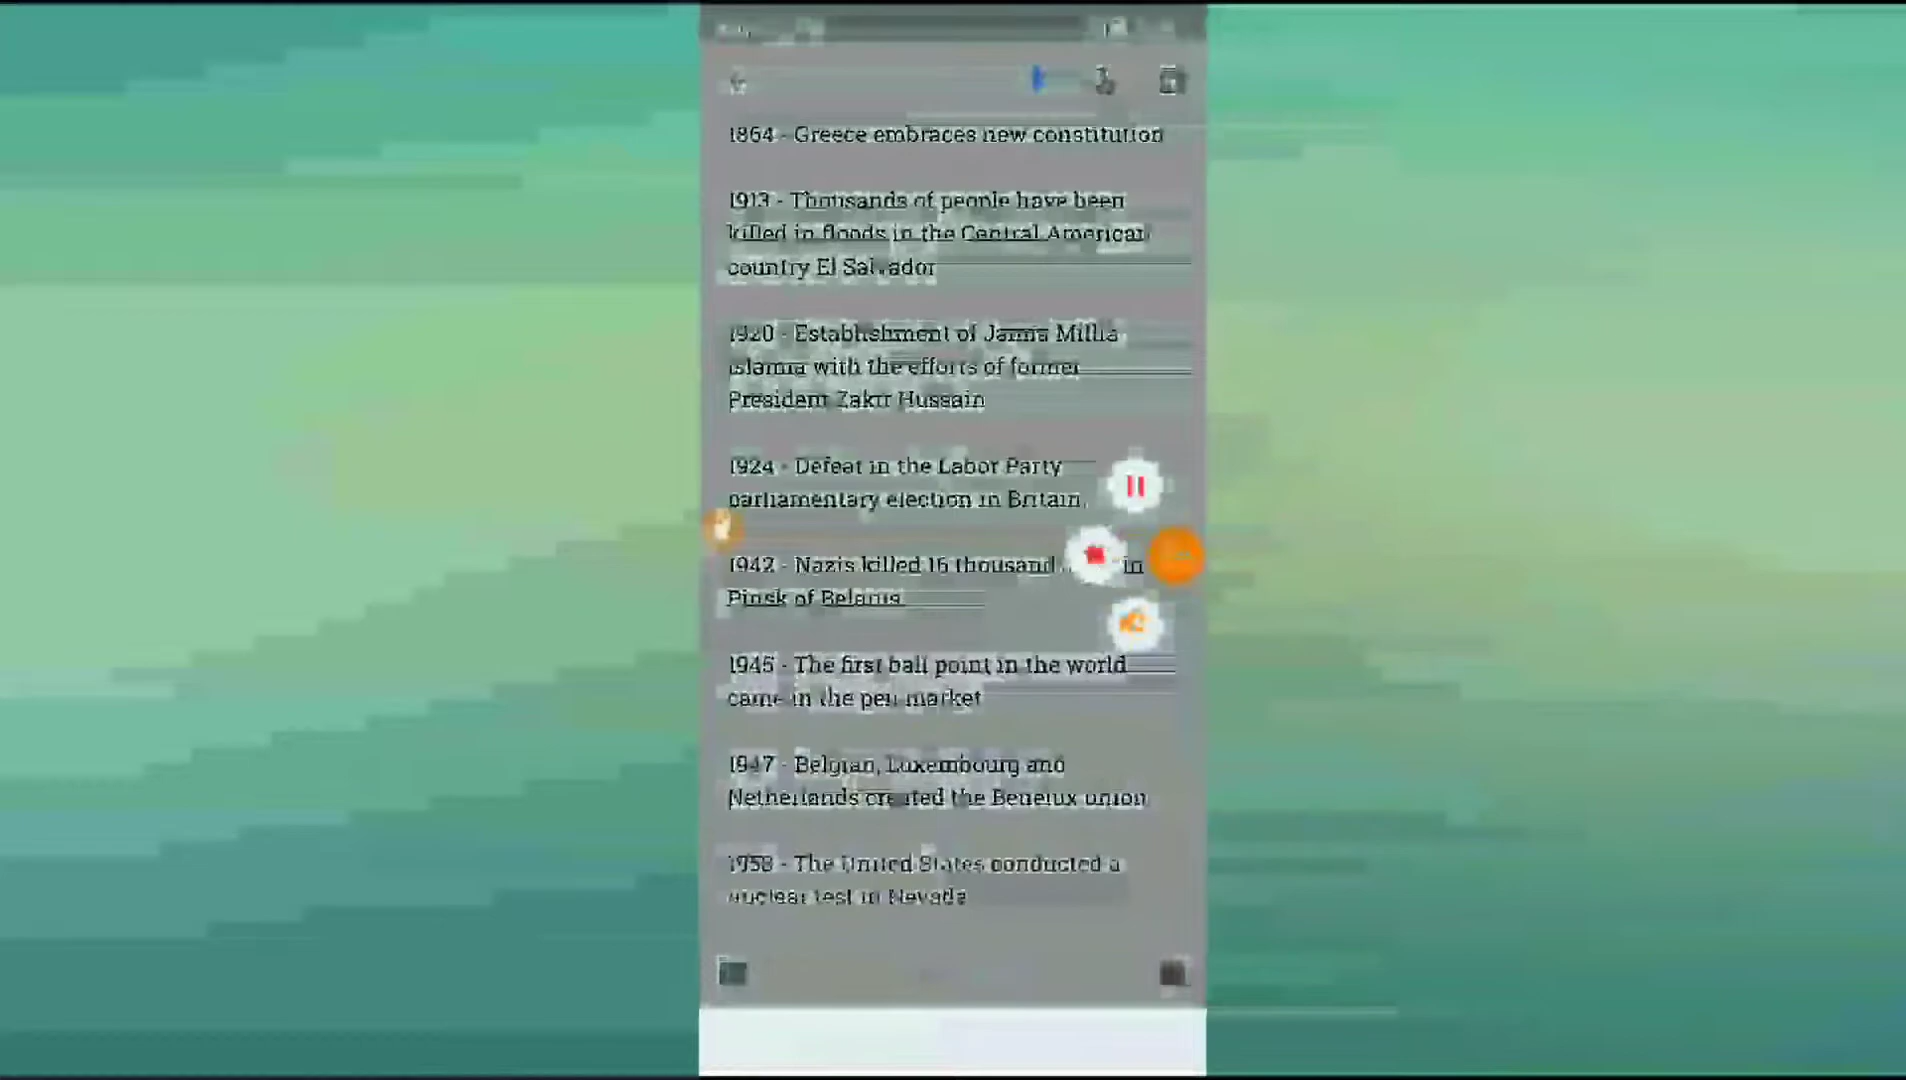 1864 - Greece embraces new constitution
1913 - Thousands of people have been
killed in floods in the Central American
country El Salvador
1920 - Establishment of Jamia Millia
Islamia with the efforts of former
President Zakir Hussain
1924 - Defeat in the Labor Party
parliamentary election in Britain.
1942 - Nazis killed 16 thousand in
Pinsk of Belarus
1945 - The first ball point in the world
came in the pen market
1947 - Belgian, Luxembourg and
Netherlands created the Benelux union
1958 - The United States conducted a
nuclear test in Nevada